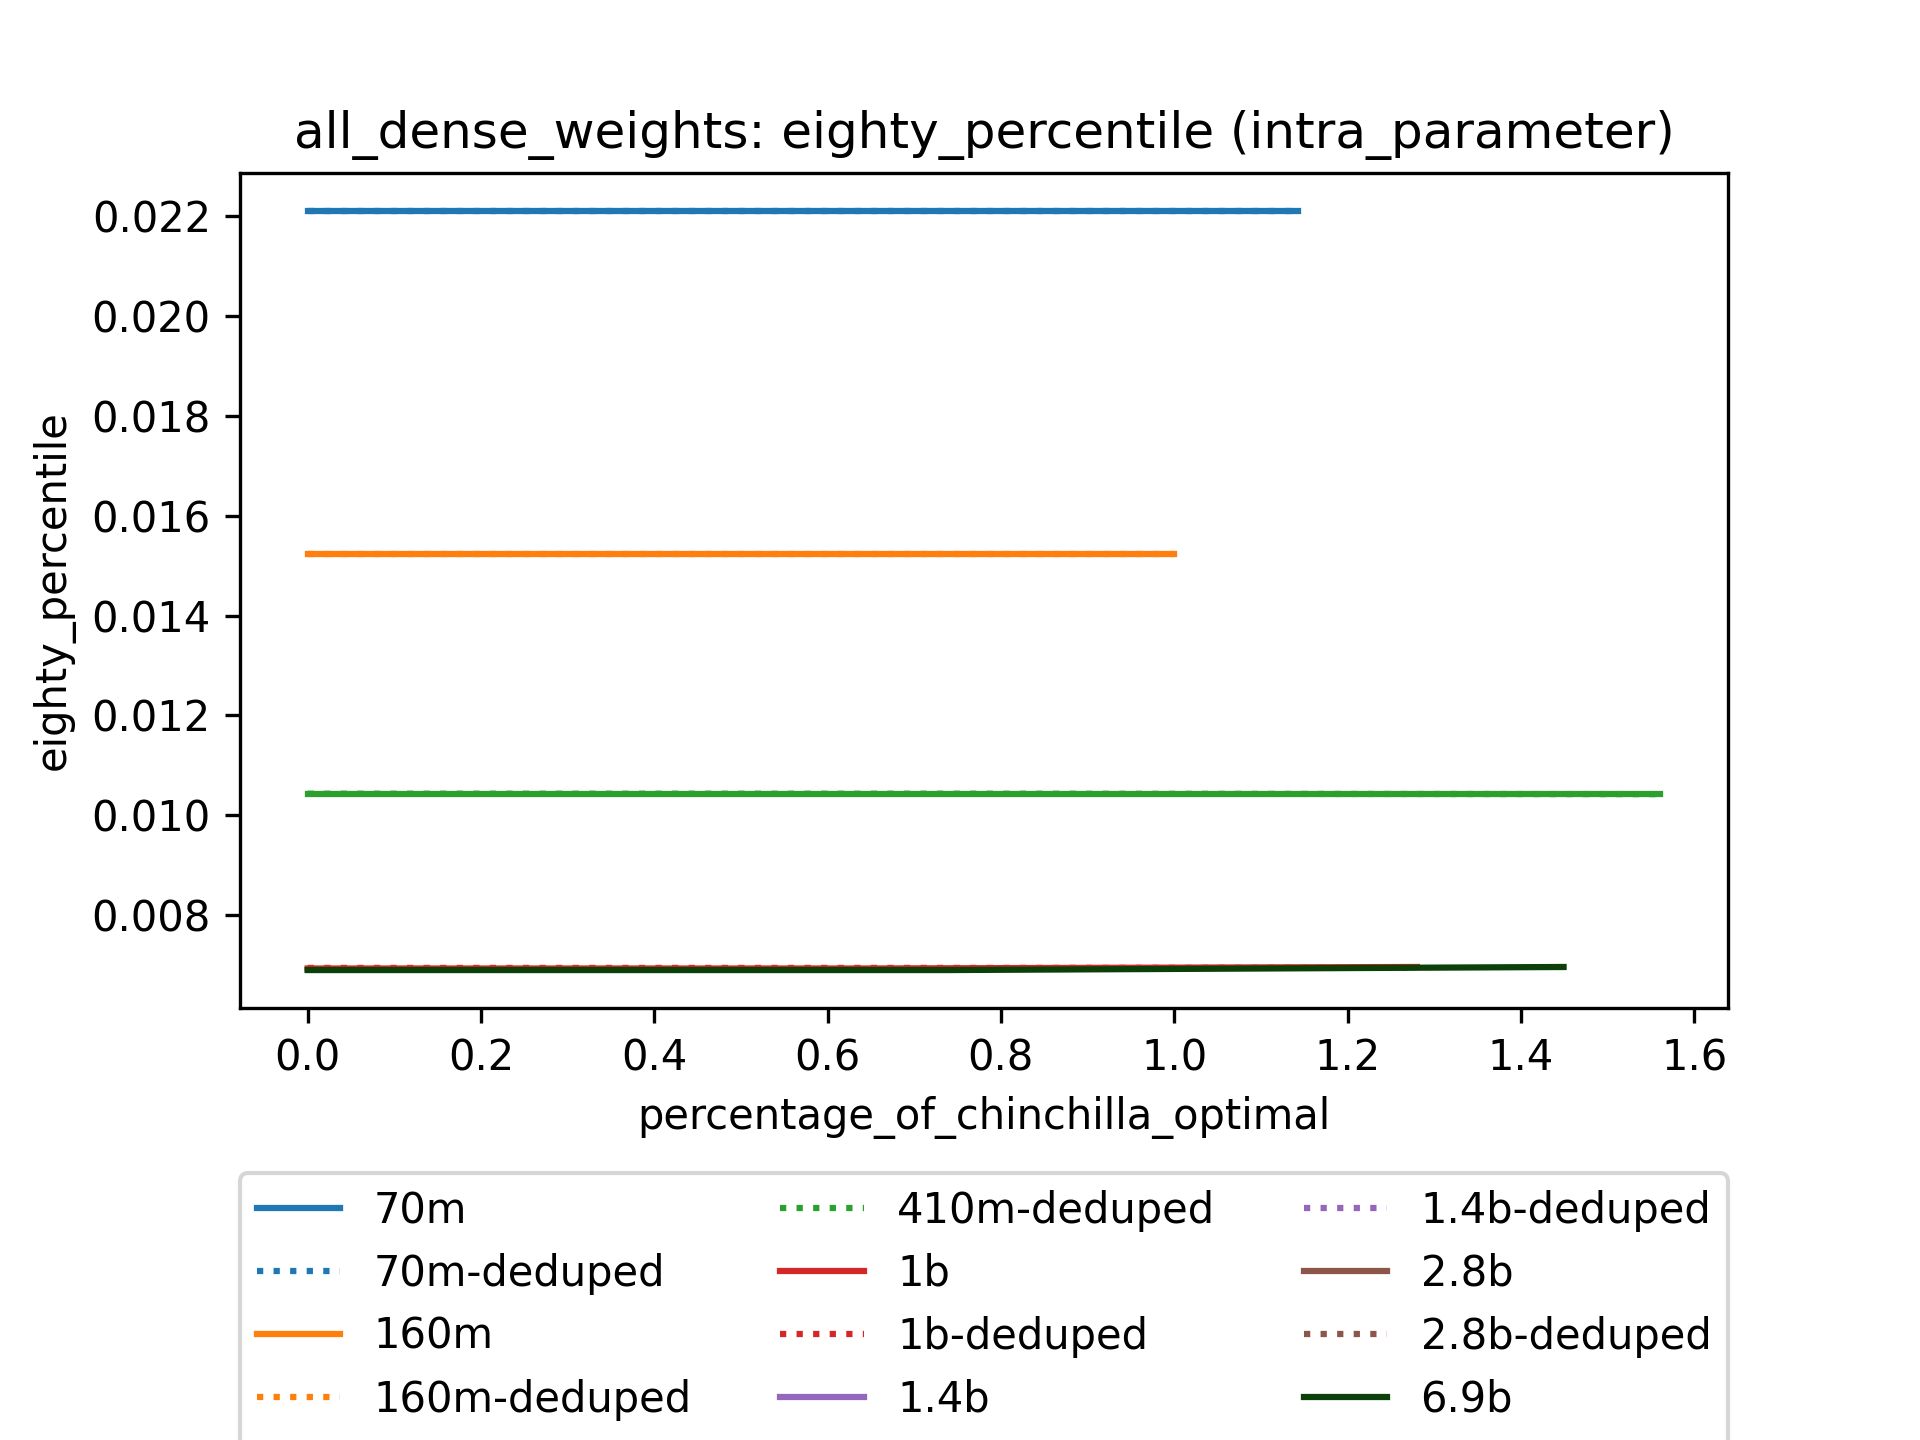 all_dense_weights: eighty_percentile (intra_parameter)
eighty_percentile
0.022
0.020
0.018
0.016
0.014
0.012
0.010
0.008
0.0 0.2 0.4 0.6 0.8 1.0 1.2 1.4 1.6
percentage_of_chinchilla_optimal
70m 410m-deduped 1.4b-deduped
70m-deduped 1b 2.8b
160m 1b-deduped 2.8b-deduped
160m-deduped 1.4b 6.9b